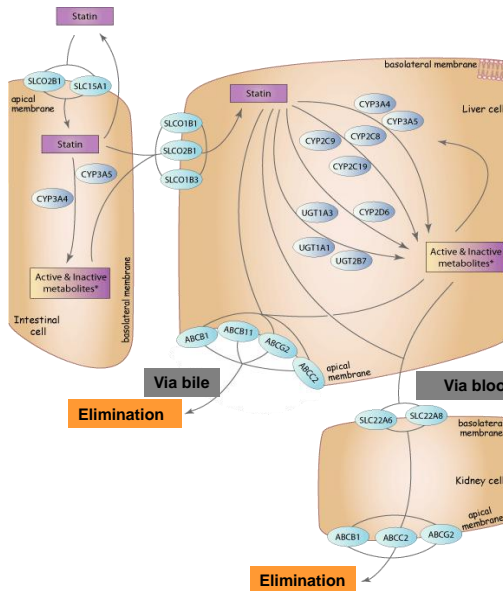 Statin
SLCO2B1
SLC15A1
apical
membrane
Statin
CYP3A5
CYP3A4
Active & Inactive
metabolites*
Intestinal
cell
basolateral membrane
SLCO1B1
SLCO2B1
SLCO1B3
basolateral membrane
Liver cell
Statin
CYP3A4
CYP3A5
CYP2C9
CYP2C8
CYP2C19
UGT1A3
CYP2D6
UGT1A1
UGT2B7
Active & Inactive
metabolites*
ABCB1
ABCB11
ABCG2
ABCC2
apical
membrane
Via bile
Elimination
Via bloo
SLC22A6
SLC22A8
basolateral
membrane
Kidney cell
apical
membrane
ABCB1
ABCC2
ABCG2
Elimination